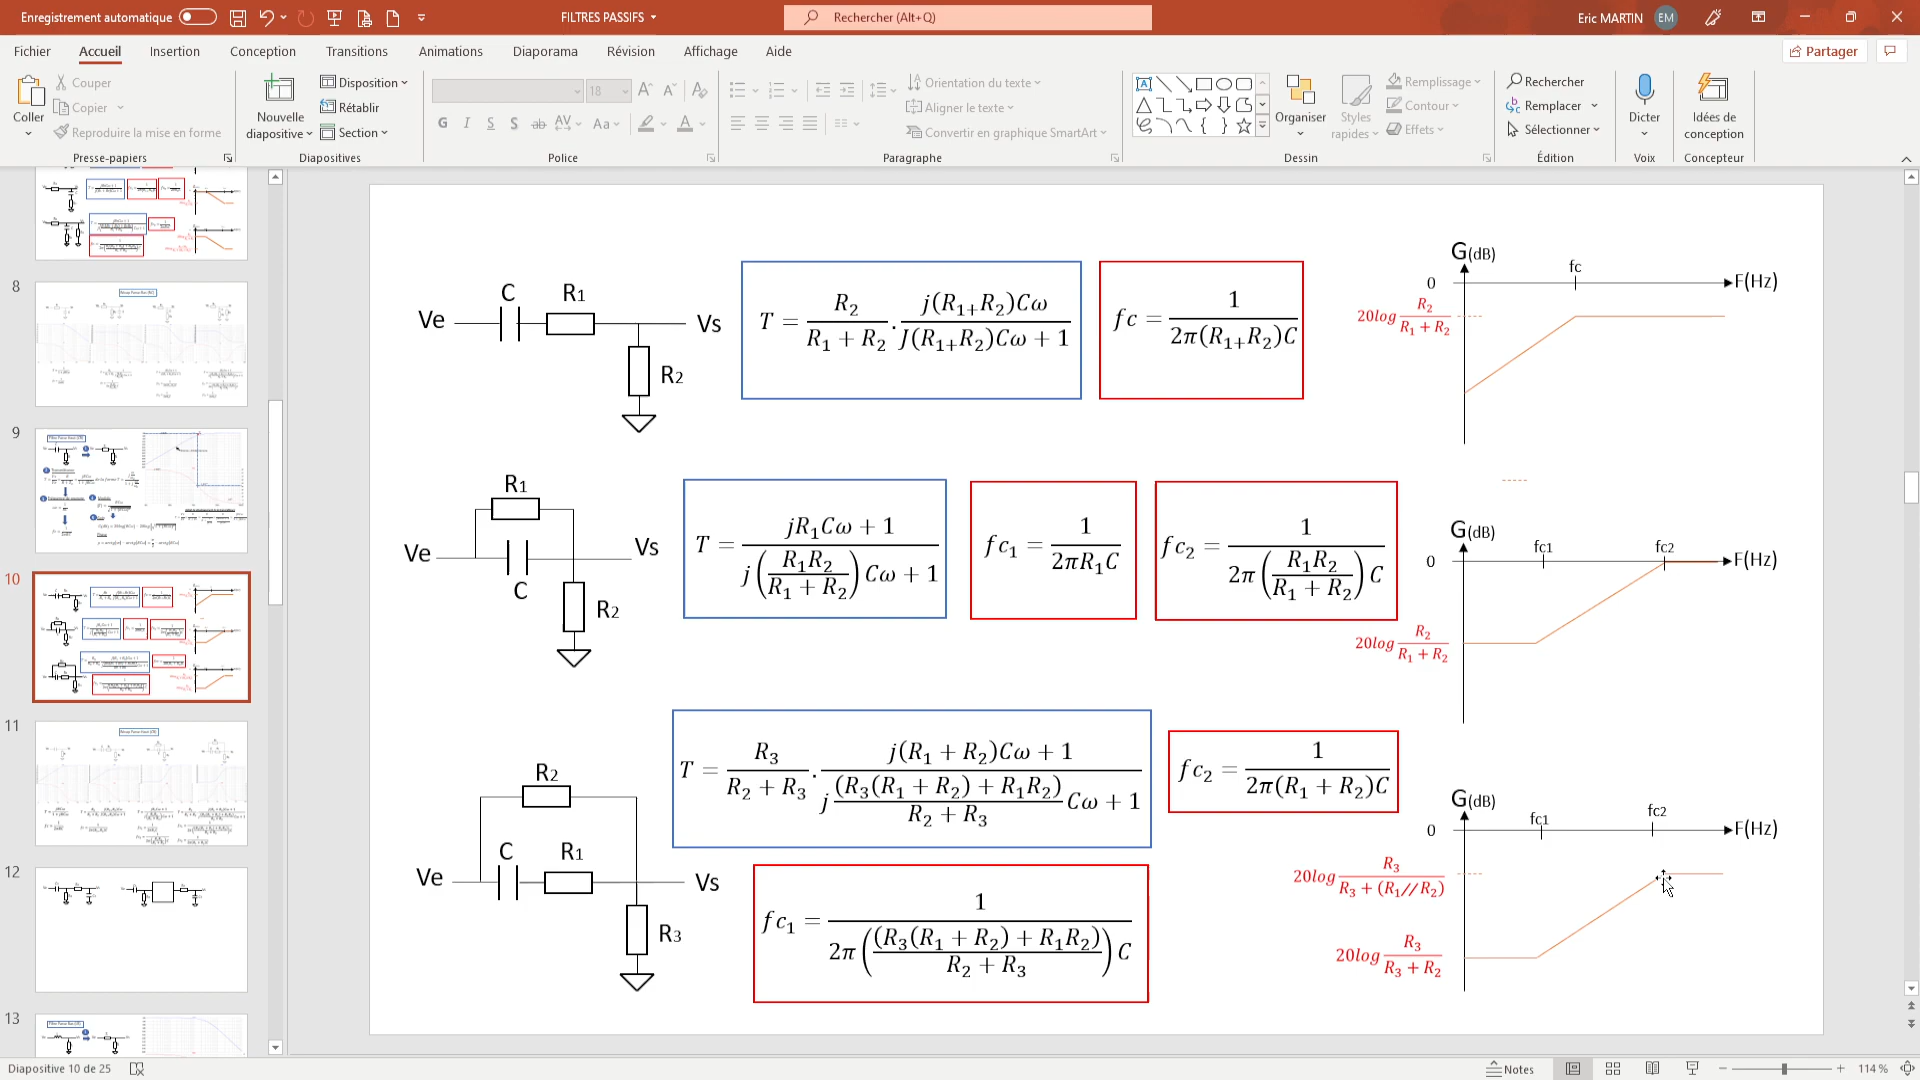 Enregistrement automatique
FILTRES PASSIFS
Rechercher (Alt+Q)
Eric MARTIN EM
Fichier Accueil Insertion Conception Transitions Animations Diaporama Révision Affichage Aide
Partager
Coller
Couper
Copier
Reproduire la mise en forme
Presse-papiers
Nouvelle diapositive
Disposition
Rétablir
Section
Diapositives
18
G I S S ab AV Aa A
Police
Orientation du texte
Aligner le texte
Convertir en graphique SmartArt
Paragraphe
Organiser
Styles rapides
Remplissage
Contour
Effets
Dessin
Rechercher
Remplacer
Sélectionner
Édition
Dicter
Voix
Idées de conception
Concepteur
8
9
10
11
12
13
Ve C R1 Vs R2
T = R₂ / (R₁ + R₂) . j(R₁₊R₂)Cω / (J(R₁₊R₂)Cω + 1)
fc = 1 / (2π(R₁₊R₂)C)
G(dB)
0 fc F(Hz)
20log R₂ / (R₁ + R₂)
R1
Ve C Vs R2
T = (jR₁Cω + 1) / (j(R₁R₂ / (R₁ + R₂))Cω + 1)
fc₁ = 1 / (2πR₁C)
fc₂ = 1 / (2π(R₁R₂ / (R₁ + R₂))C)
G(dB)
0 fc1 fc2 F(Hz)
20log R₂ / (R₁ + R₂)
R2
Ve C R1 Vs R3
T = R₃ / (R₂ + R₃) . (j(R₁ + R₂)Cω + 1) / (j (R₃(R₁ + R₂) + R₁R₂) / (R₂ + R₃) Cω + 1)
fc₂ = 1 / (2π(R₁ + R₂)C)
fc₁ = 1 / (2π((R₃(R₁ + R₂) + R₁R₂) / (R₂ + R₃))C)
G(dB)
0 fc1 fc2 F(Hz)
20log R₃ / (R₃ + (R₁//R₂))
20log R₃ / (R₃ + R₂)
Diapositive 10 de 25
Notes
114 %